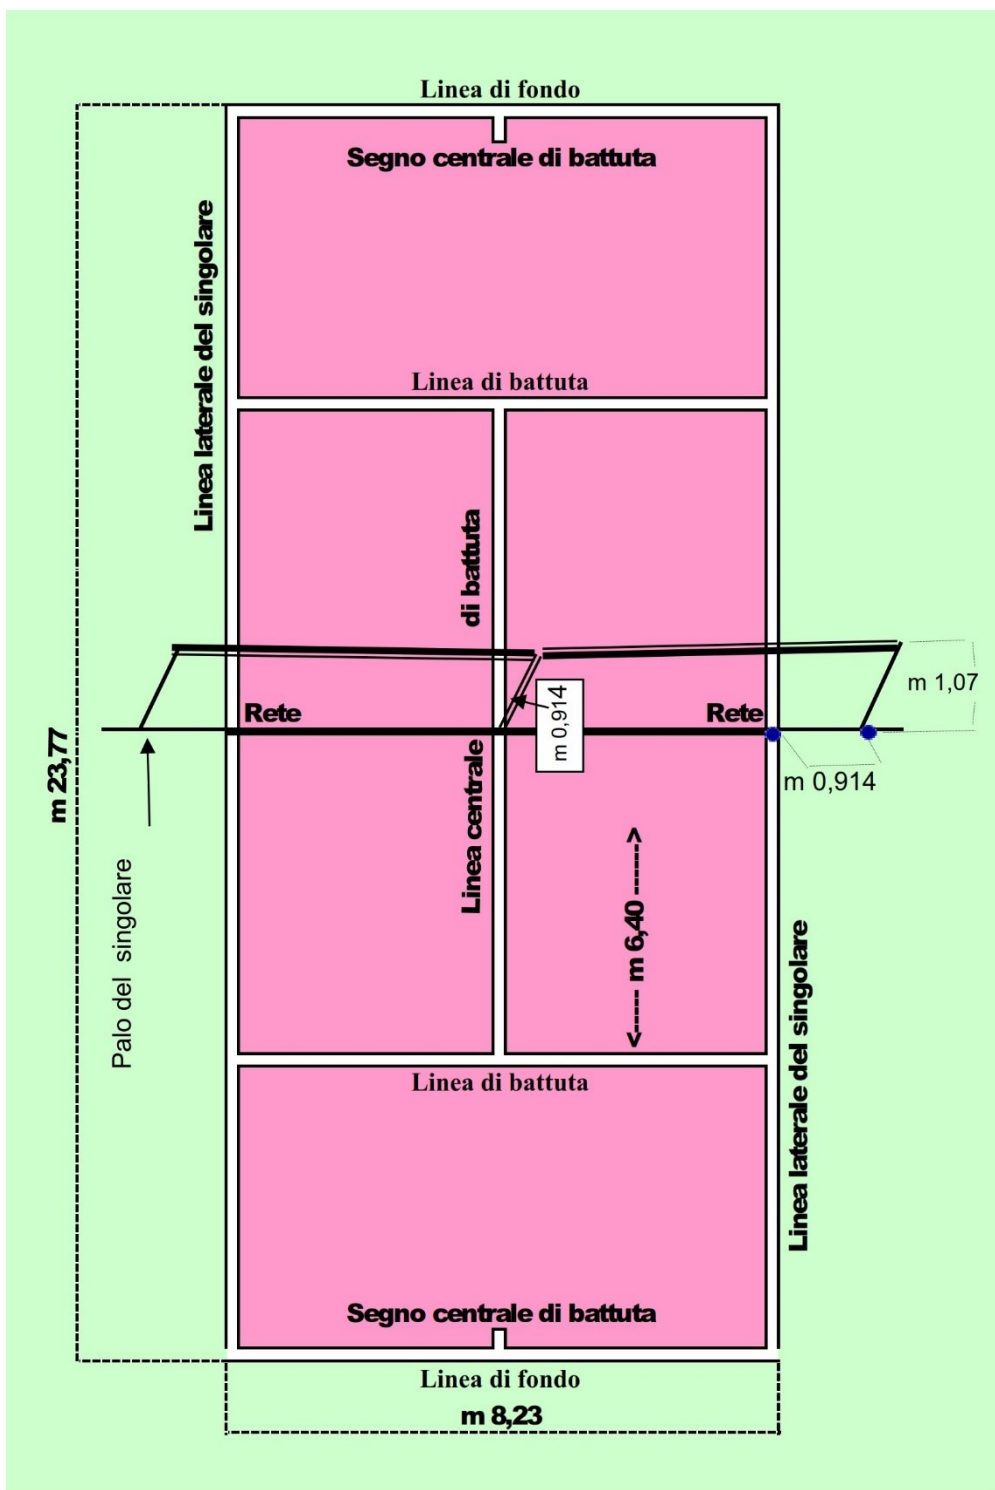 Linea di fondo
Segno centrale di battuta
Linea laterale del singolare
Linea di battuta
di battuta
m 1,07
Rete
Rete
m 0,914
m 0,914
m 23,77
Linea centrale
Palo del singolare
m 6,40
Linea laterale del singolare
Linea di battuta
Segno centrale di battuta
Linea di fondo
m 8,23